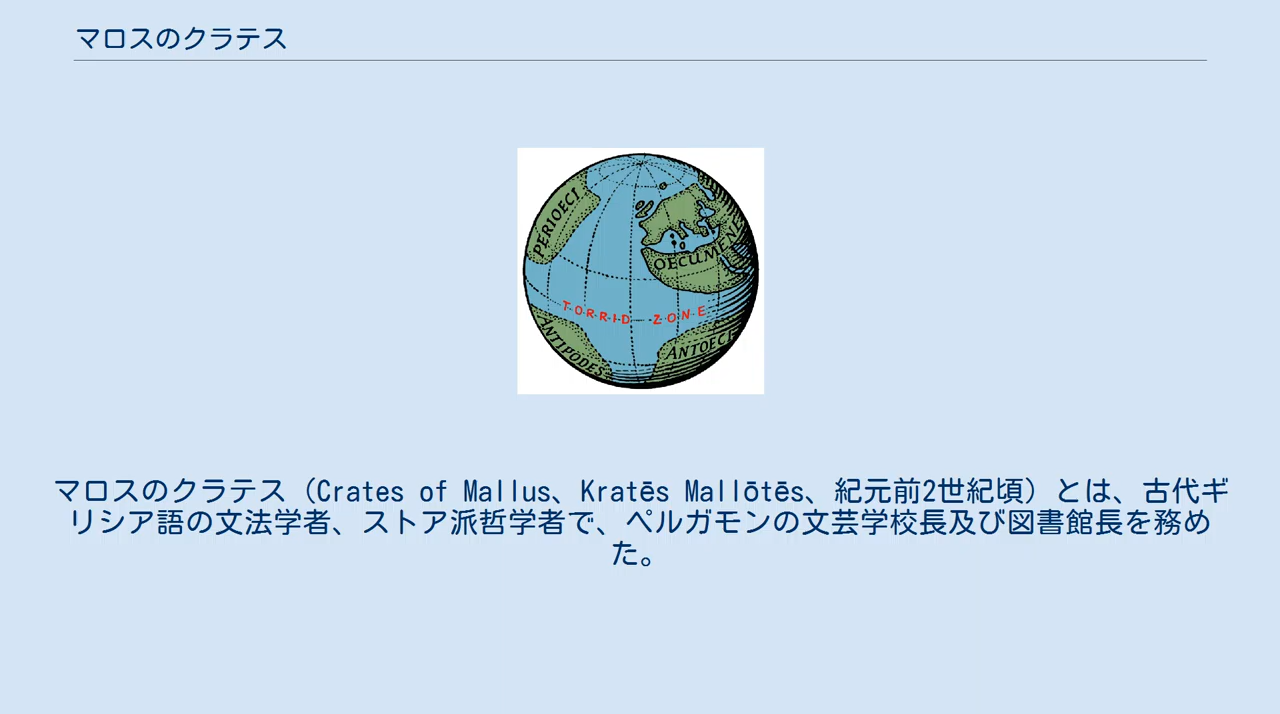 マロスのクラテス
PERIOECI
OECUMENE
TORRID ZONE
ANTIPODES
ANTOECI
マロスのクラテス（Crates of Mallus、Kratēs Mallōtēs、紀元前2世紀頃）とは、古代ギ
リシア語の文法学者、ストア派哲学者で、ペルガモンの文芸学校長及び図書館長を務め
た。